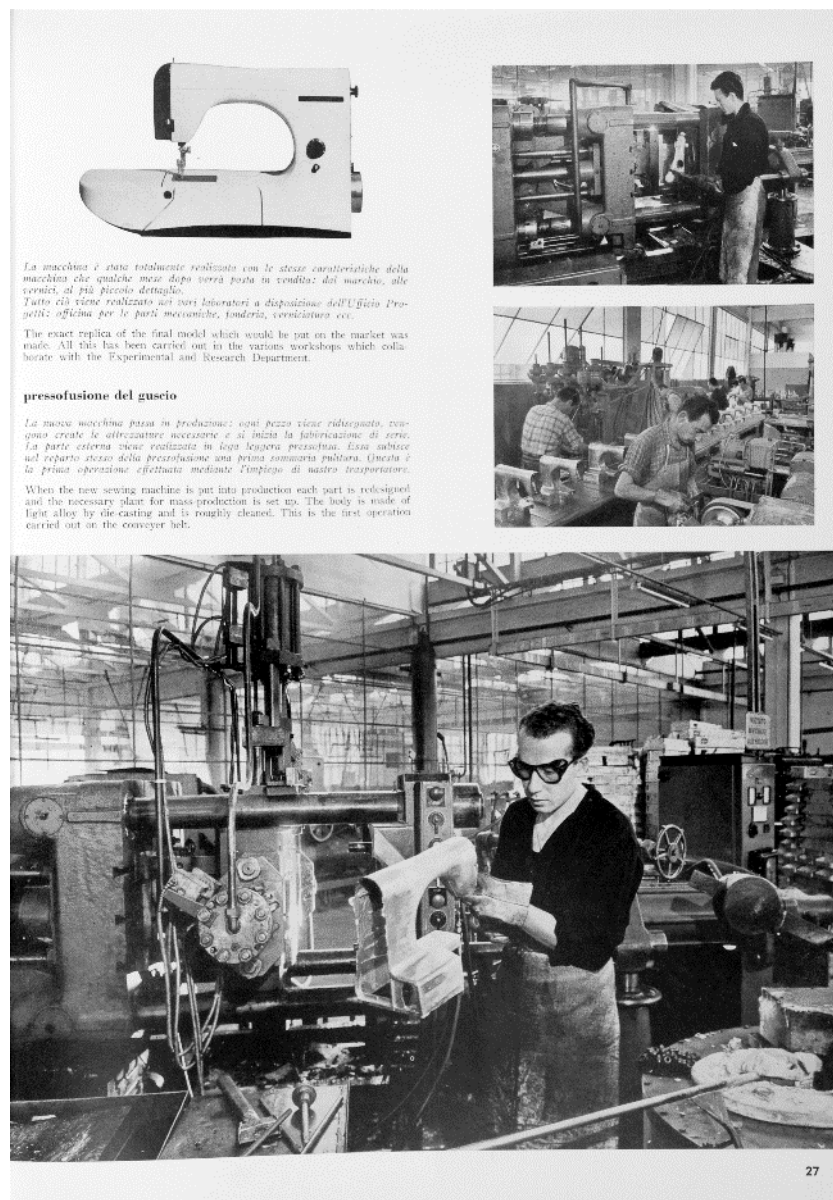 La macchina è stata totalmente realizzata con le stesse caratteristiche della
macchina che qualche mese dopo verrà posta in vendita: dal marchio, alle
vernici, al più piccolo dettaglio.
Tutto ciò viene realizzato nei vari laboratori a disposizione dell'Ufficio Pro-
getti: officina per le parti meccaniche, fonderia, verniciatura ecc.
The exact replica of the final model which would be put on the market was
made. All this has been carried out in the various workshops which colla-
borate with the Experimental and Research Department.
pressofusione del guscio
La nuova macchina passa in produzione: ogni pezzo viene ridisegnato, ven-
gono create le attrezzature necessarie e si inizia la fabbricazione di serie.
La parte esterna viene realizzata in lega leggera pressofusa. Essa subisce
nel reparto stesso della pressofusione una prima sommaria pulitura. Questa è
la prima operazione effettuata mediante l'impiego di nastro trasportatore.
When the new sewing machine is put into production each part is redesigned
and the necessary plant for mass-production is set up. The body is made of
light alloy by die-casting and is roughly cleaned. This is the first operation
carried out on the conveyer belt.
27